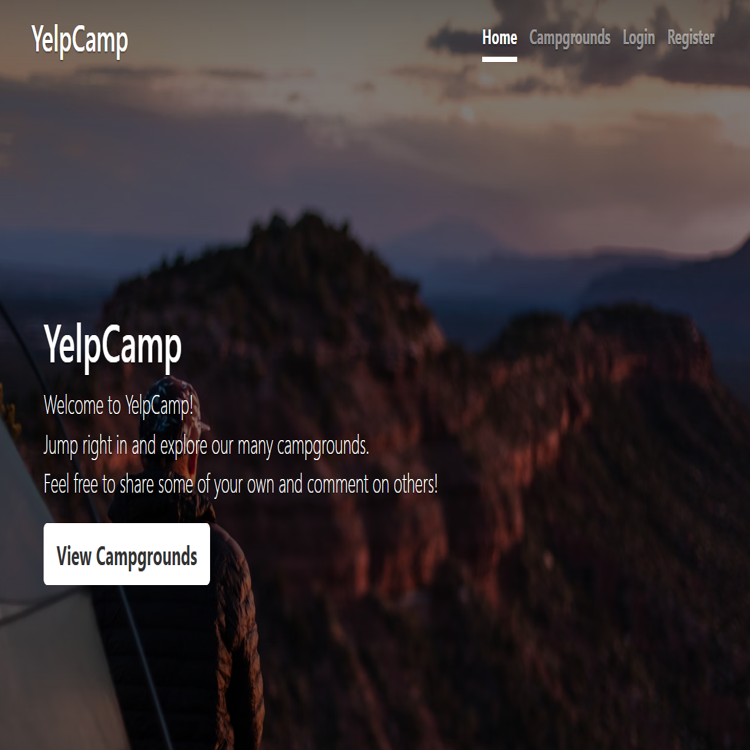 YelpCamp
Home Campgrounds Login Register
YelpCamp
Welcome to YelpCamp!
Jump right in and explore our many campgrounds.
Feel free to share some of your own and comment on others!
View Campgrounds